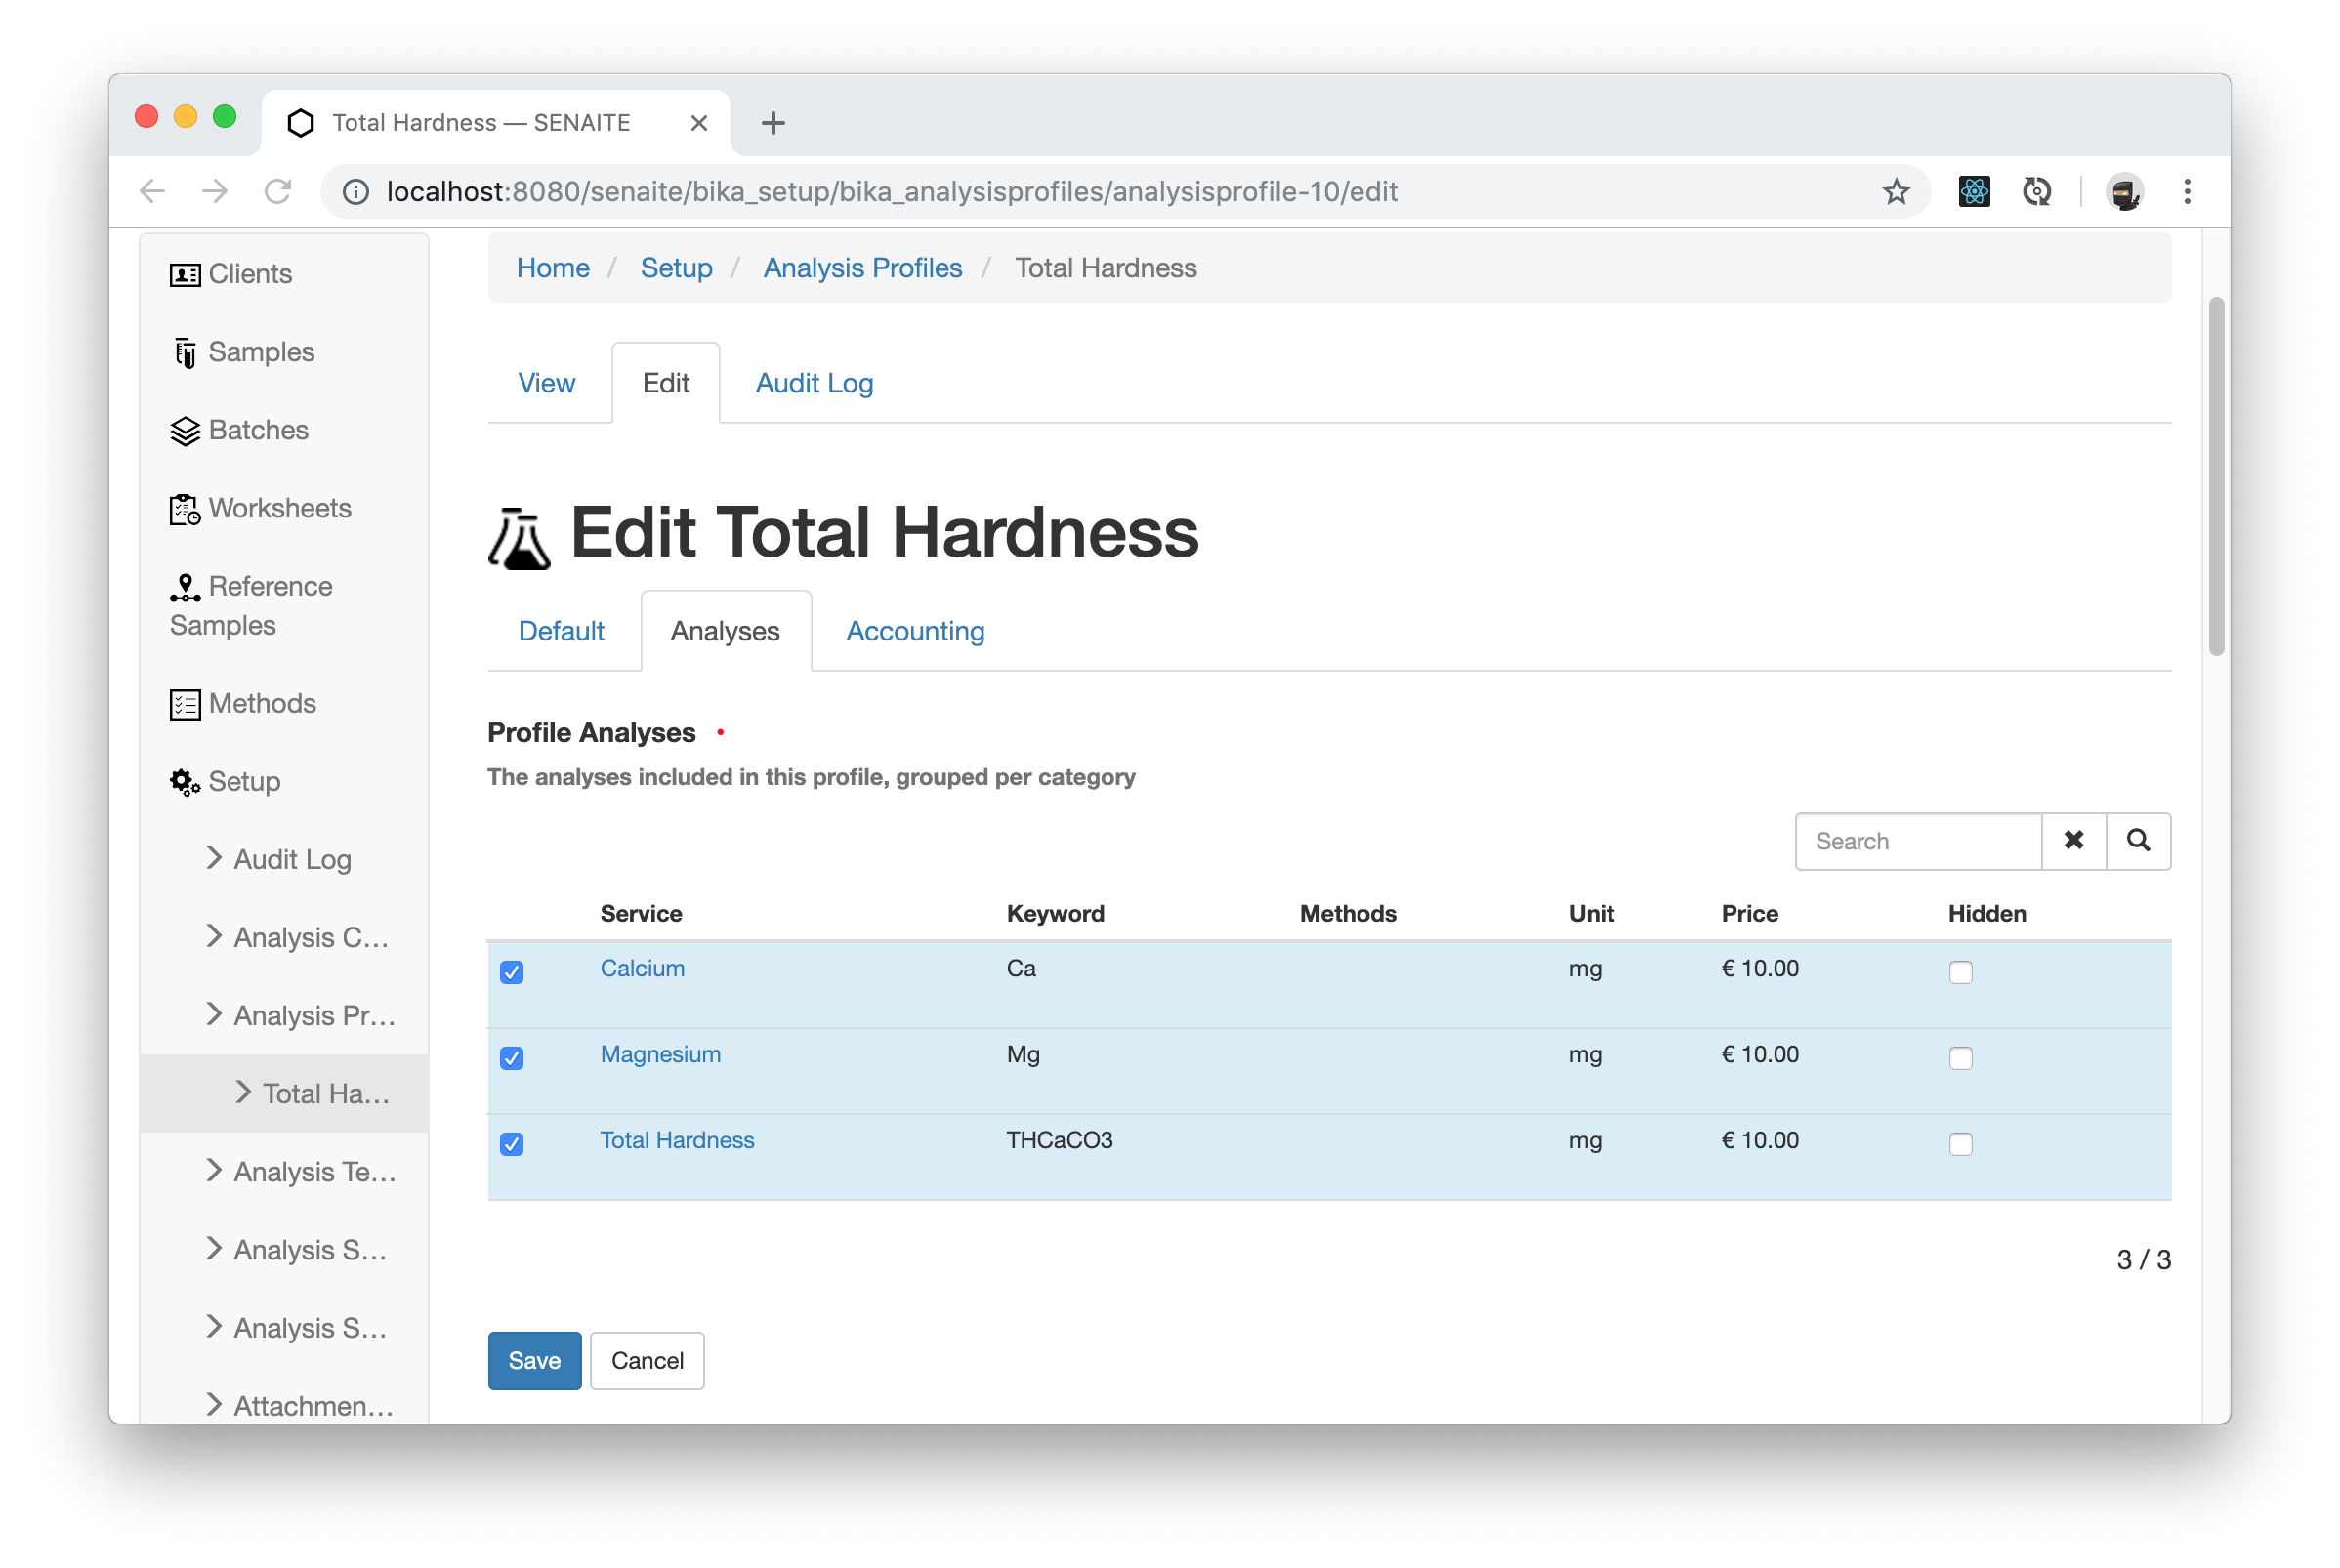 Total Hardness — SENAITE
localhost:8080/senaite/bika_setup/bika_analysisprofiles/analysisprofile-10/edit
Clients
Samples
Batches
Worksheets
Reference
Samples
Methods
Setup
Audit Log
Analysis C...
Analysis Pr...
Total Ha...
Analysis Te...
Analysis S...
Analysis S...
Attachmen...
Home / Setup / Analysis Profiles / Total Hardness
View Edit Audit Log
Edit Total Hardness
Default Analyses Accounting
Profile Analyses
The analyses included in this profile, grouped per category
Search
Service Keyword Methods Unit Price Hidden
Calcium Ca mg € 10.00
Magnesium Mg mg € 10.00
Total Hardness THCaCO3 mg € 10.00
3 / 3
Save Cancel